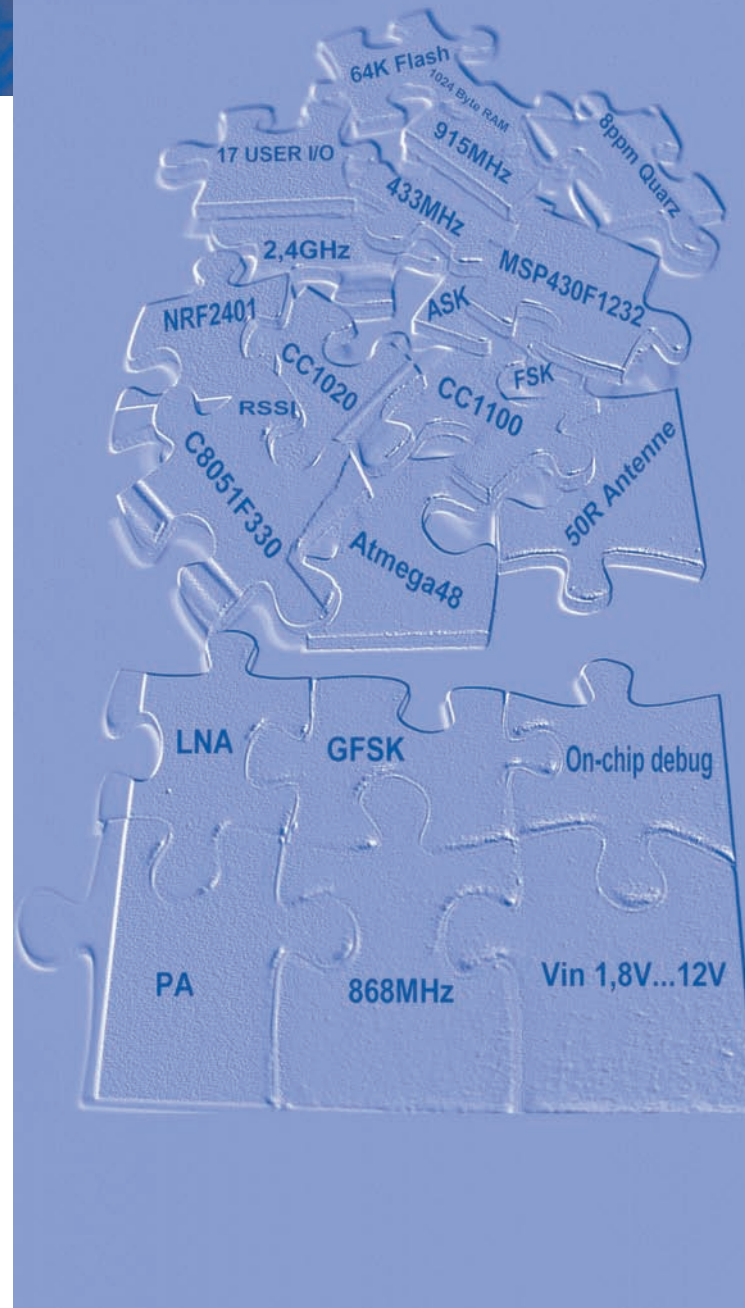 64K Flash
1024 Byte RAM
8ppm Quarz
17 USER I/O
915MHz
433MHz
2,4GHz
MSP430F1232
NRF2401
ASK
CC1020
FSK
RSSI
CC1100
C8051F330
50R Antenne
Atmega48
LNA
GFSK
On-chip debug
PA
868MHz
Vin 1,8V...12V